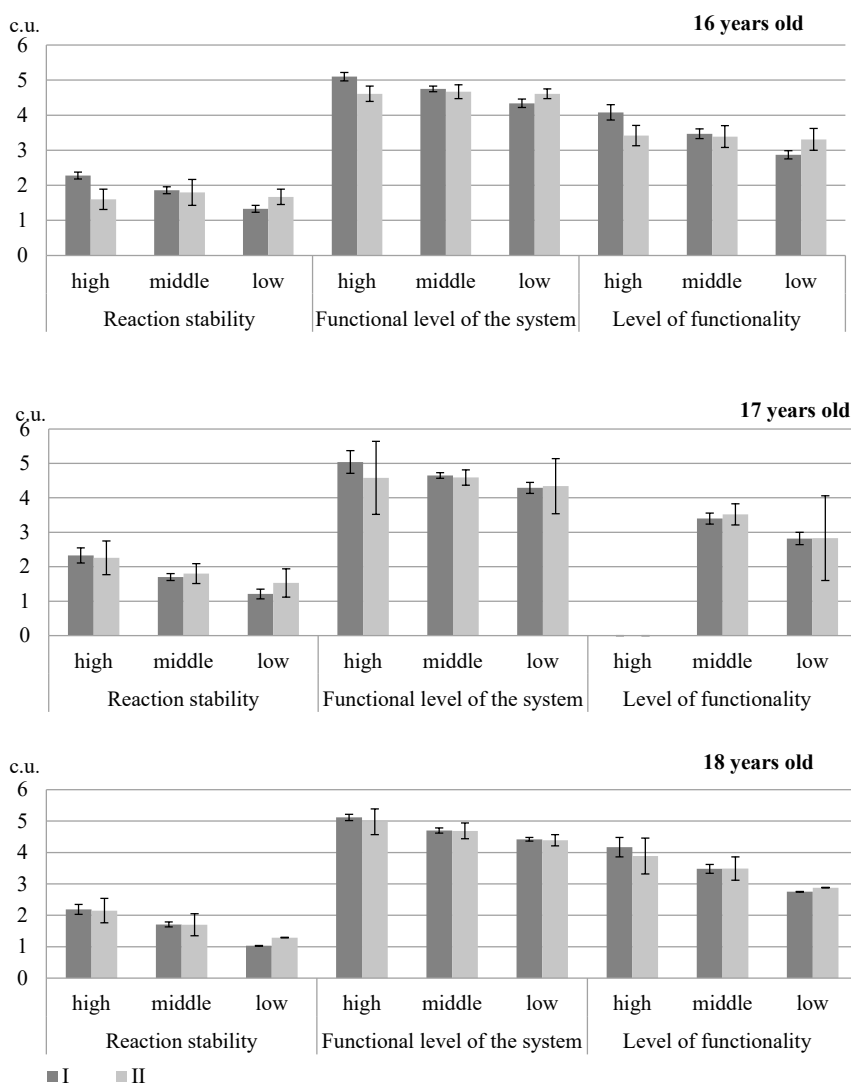 16 years old
c.u.
6
5
4
3
2
1
0
high middle low high middle low high middle low
Reaction stability Functional level of the system Level of functionality
17 years old
c.u.
6
5
4
3
2
1
0
high middle low high middle low high middle low
Reaction stability Functional level of the system Level of functionality
18 years old
c.u.
6
5
4
3
2
1
0
high middle low high middle low high middle low
Reaction stability Functional level of the system Level of functionality
I II